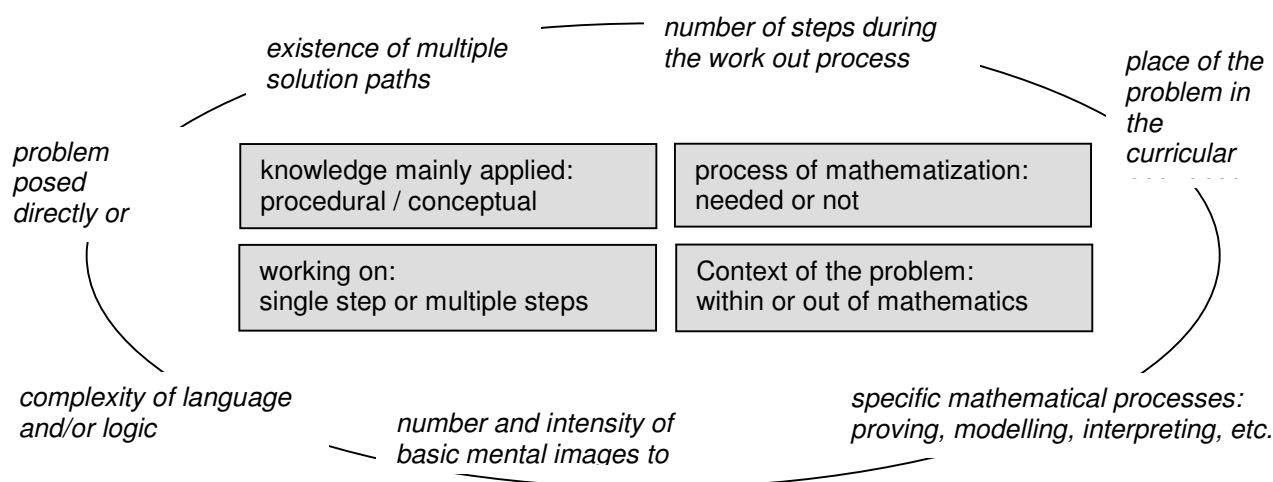 existence of multiple
solution paths
number of steps during
the work out process
place of the
problem in
the
curricular
problem
posed
directly or
knowledge mainly applied:
procedural / conceptual
process of mathematization:
needed or not
working on:
single step or multiple steps
Context of the problem:
within or out of mathematics
complexity of language
and/or logic
number and intensity of
basic mental images to
specific mathematical processes:
proving, modelling, interpreting, etc.